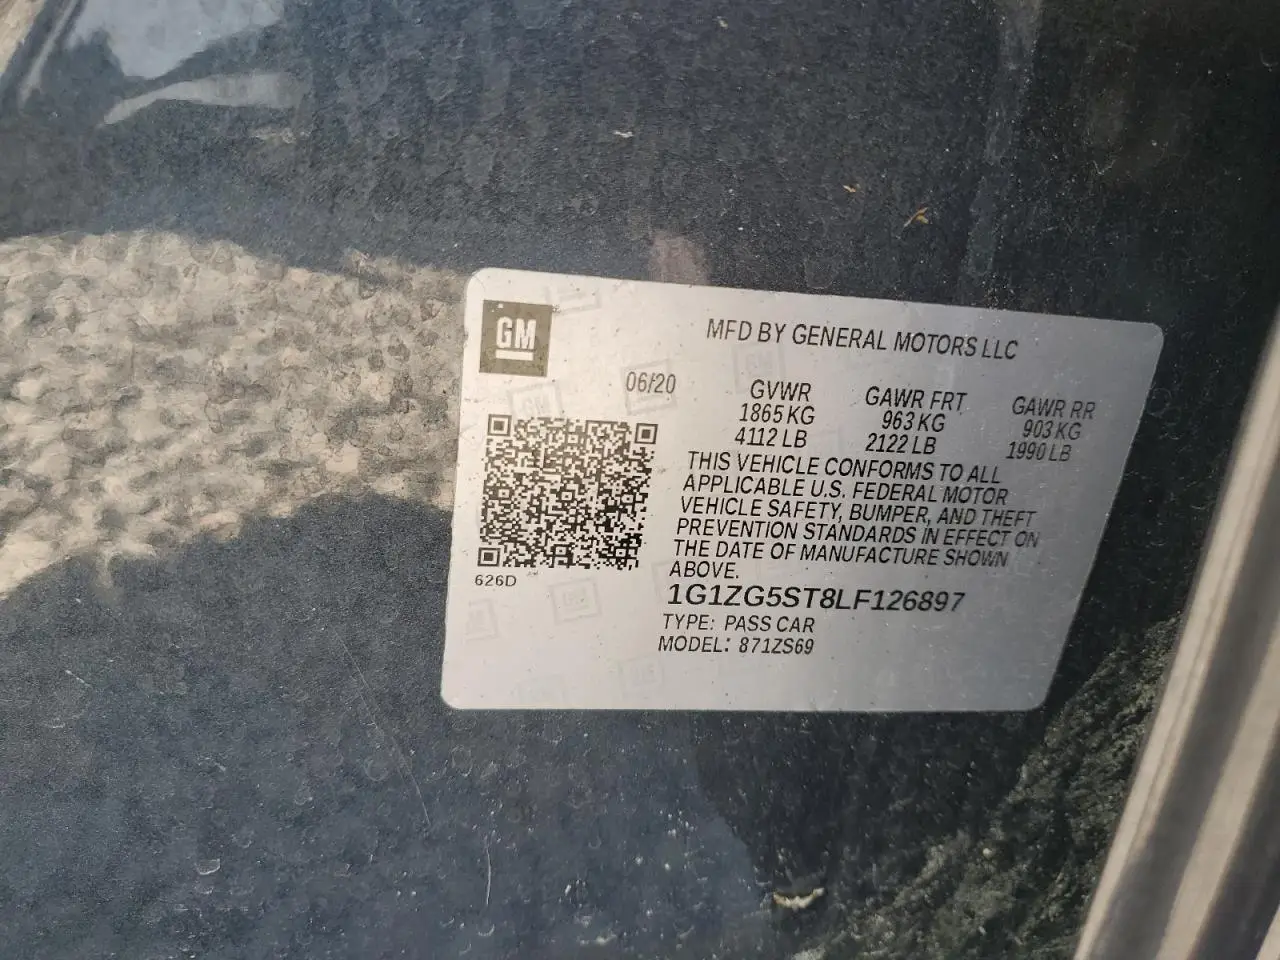 GM
MFD BY GENERAL MOTORS LLC
06/20
GVWR
1865 KG
4112 LB
GAWR FRT
963 KG
2122 LB
GAWR RR
903 KG
1990 LB
THIS VEHICLE CONFORMS TO ALL
APPLICABLE U.S. FEDERAL MOTOR
VEHICLE SAFETY, BUMPER, AND THEFT
PREVENTION STANDARDS IN EFFECT ON
THE DATE OF MANUFACTURE SHOWN
ABOVE.
626D
1G1ZG5ST8LF126897
TYPE: PASS CAR
MODEL: 871ZS69